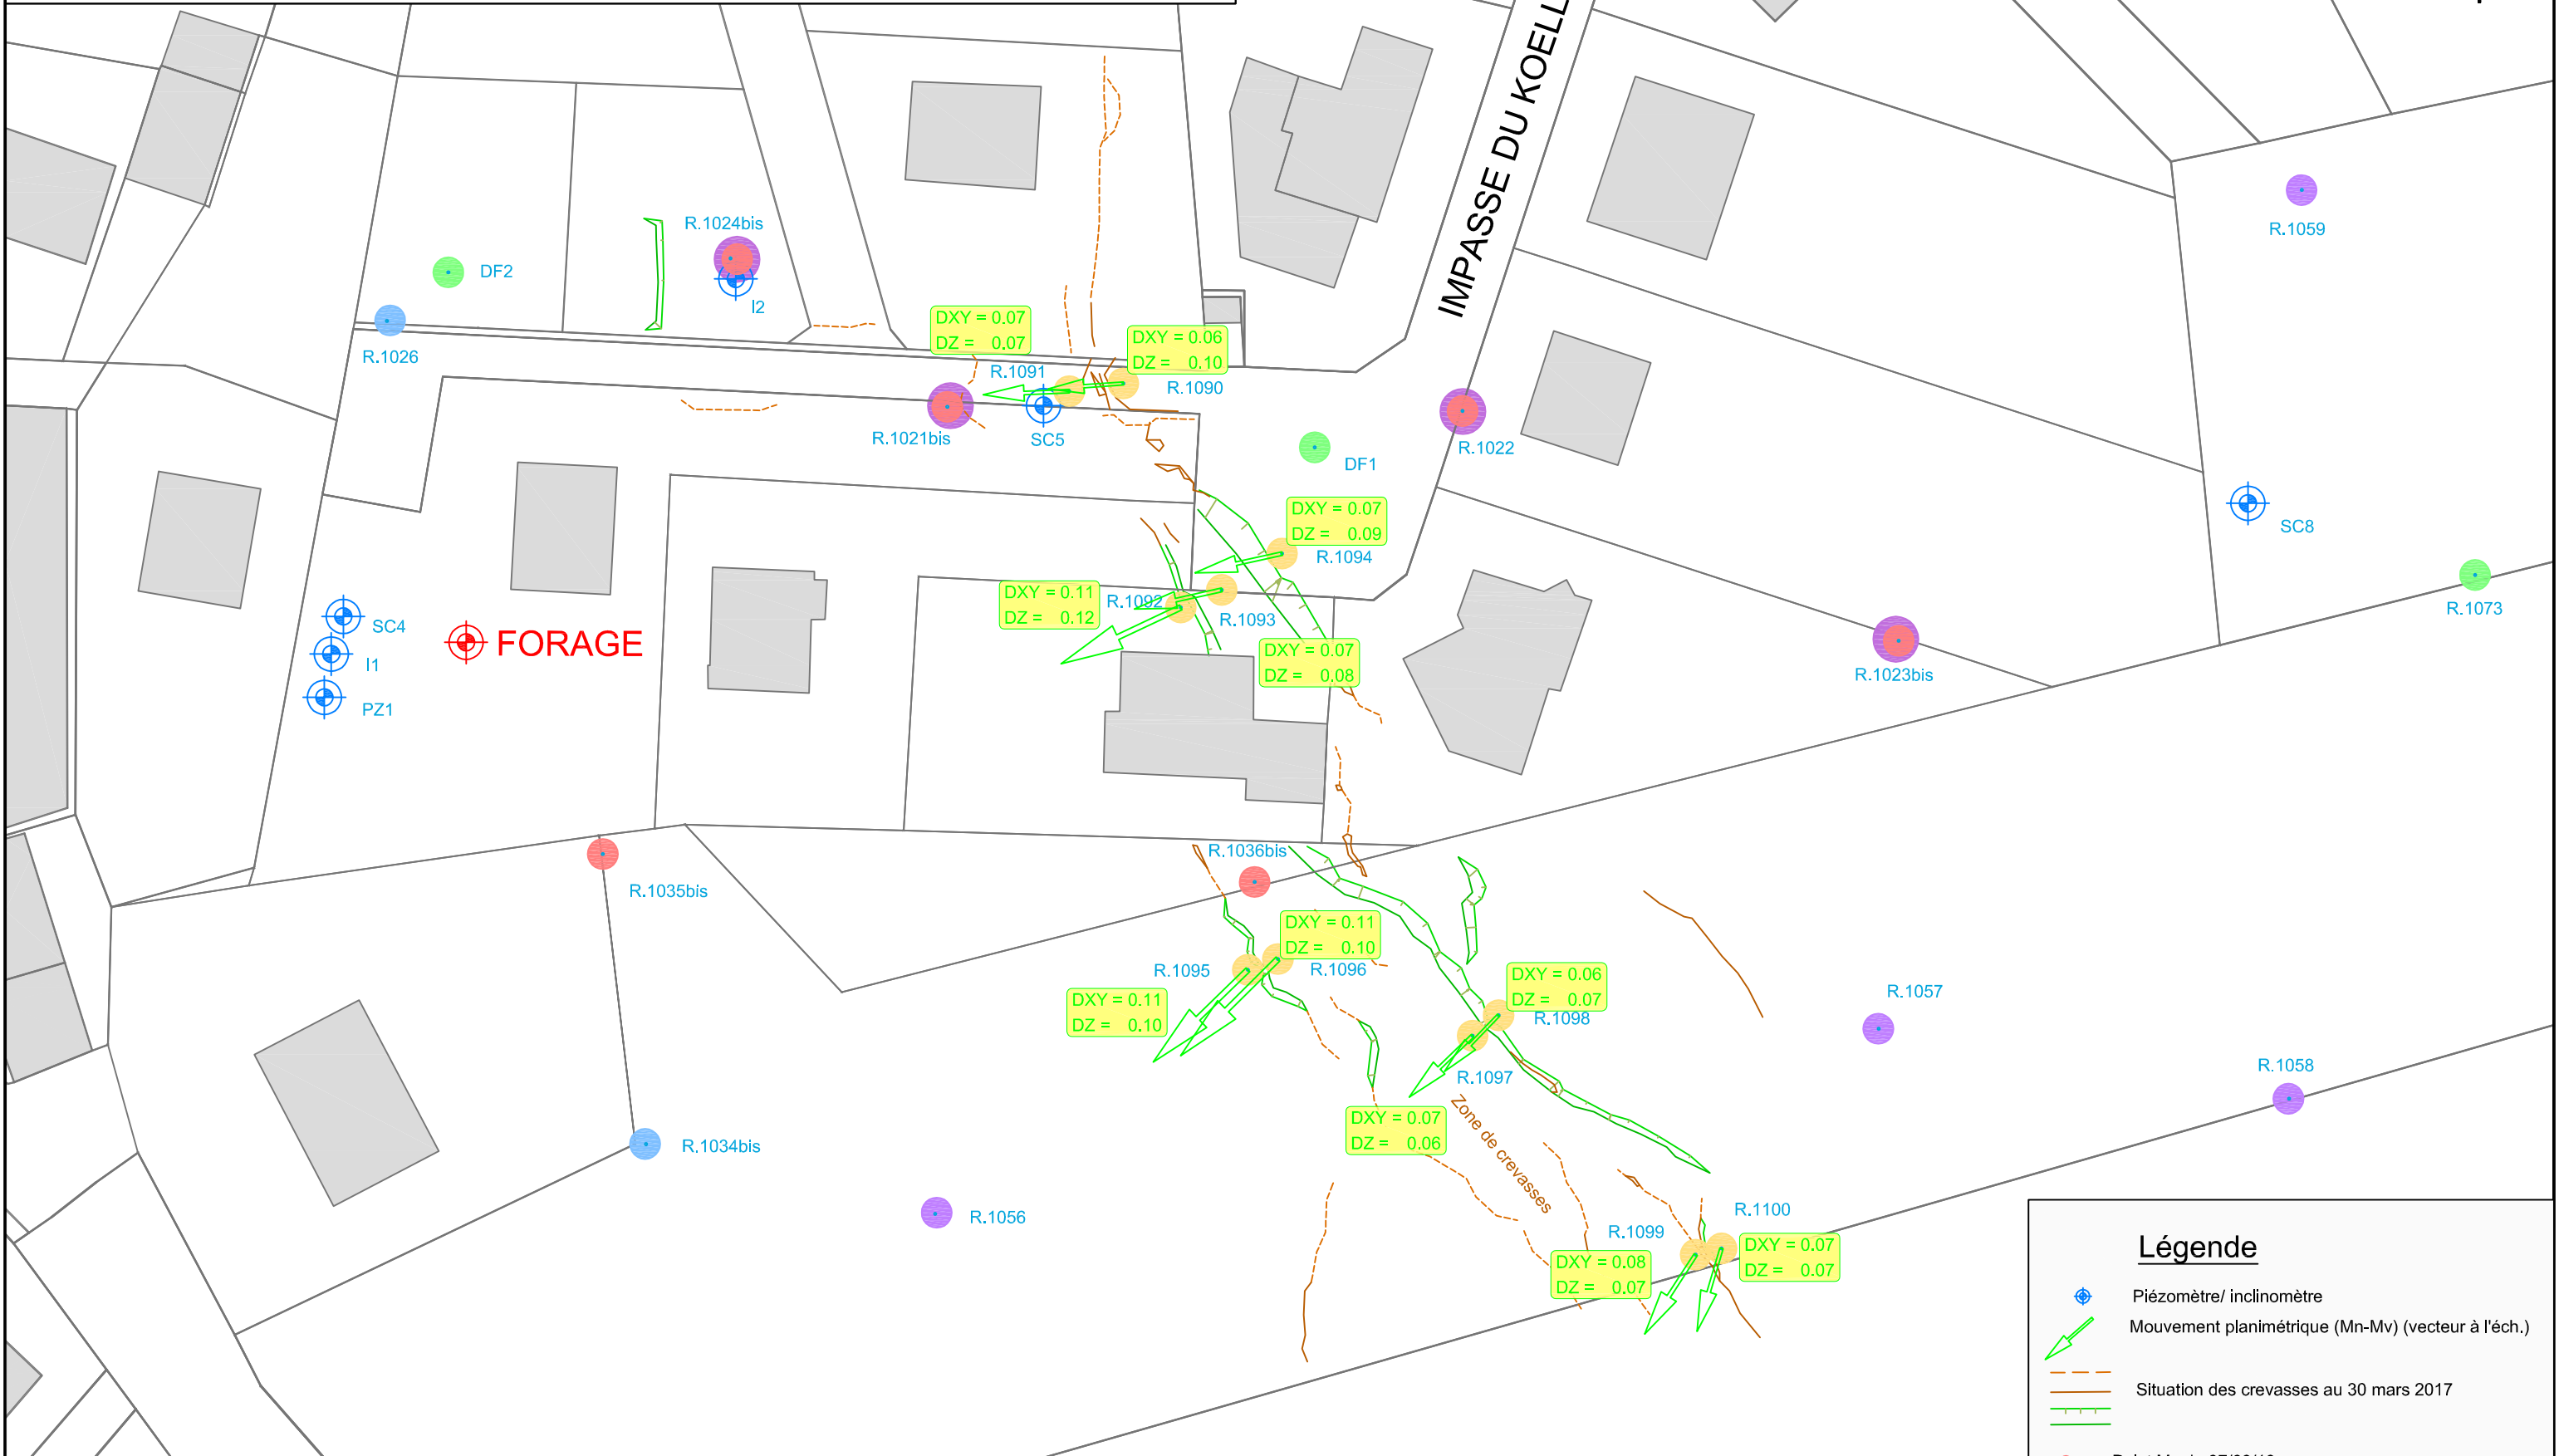 IMPASSE DU KOELL
R.1059
R.1024bis
DF2
I2
R.1026
DXY = 0.07
DZ = 0.07
DXY = 0.06
DZ = 0.10
R.1091
R.1090
R.1021bis
SC5
R.1022
DF1
DXY = 0.07
DZ = 0.09
R.1094
SC8
R.1073
DXY = 0.11
DZ = 0.12
R.1092
R.1093
SC4
FORAGE
I1
PZ1
DXY = 0.07
DZ = 0.08
R.1023bis
R.1036bis
R.1035bis
DXY = 0.11
DZ = 0.10
R.1095
R.1096
DXY = 0.11
DZ = 0.10
DXY = 0.06
DZ = 0.07
R.1098
R.1057
R.1097
R.1058
DXY = 0.07
DZ = 0.06
Zone de crevasses
R.1034bis
R.1056
R.1100
R.1099
DXY = 0.08
DZ = 0.07
DXY = 0.07
DZ = 0.07
Légende
Piézomètre/ inclinomètre
Mouvement planimétrique (Mn-Mv) (vecteur à l'éch.)
Situation des crevasses au 30 mars 2017